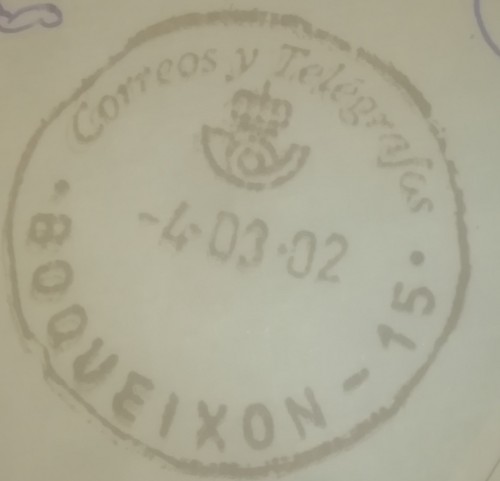 Correos y Telégrafos
-4·03·02
·BOQUEIXON-15·